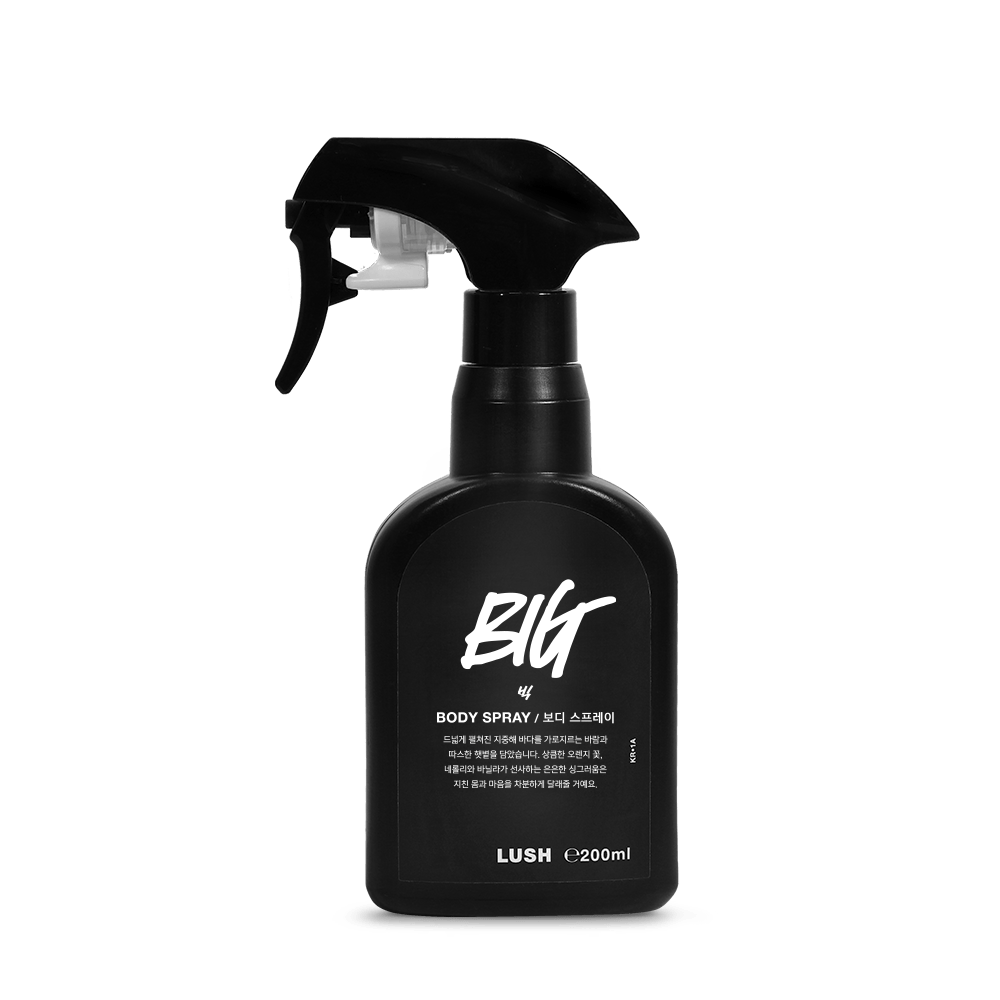 BIG
빅
BODY SPRAY / 보디 스프레이
드넓게 펼쳐진 지중해 바다를 가로지르는 바람과
따스한 햇볕을 담았습니다. 상큼한 오렌지 꽃,
네롤리와 바닐라가 선사하는 은은한 싱그러움은
지친 몸과 마음을 차분하게 달래줄 거예요.
KR•1A
LUSH ℮200ml